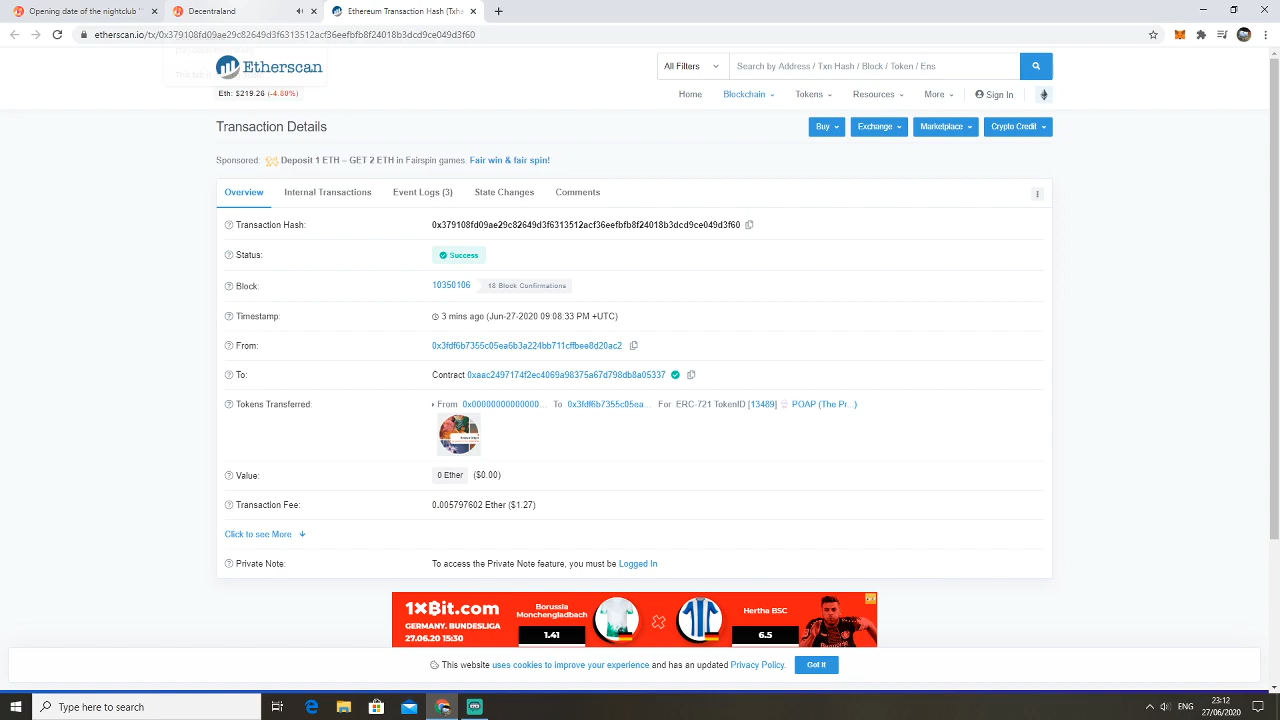 Opening date of the nightclub "T
Decentraland
Ethereum Transaction Hash (Txhas
etherscan.io/tx/0x379108fd09ae29c82649d3f6313512acf36eefbfb8f24018b3dcd9ce049d3f60
Etherscan
All Filters
Search by Address / Txn Hash / Block / Token / Ens
Eth: $219.26 (-4.80%)
Home Blockchain Tokens Resources More Sign In
Transaction Details
Buy Exchange Marketplace Crypto Credit
Sponsored: Deposit 1 ETH – GET 2 ETH in Fairspin games. Fair win & fair spin!
Overview Internal Transactions Event Logs (3) State Changes Comments
Transaction Hash: 0x379108fd09ae29c82649d3f6313512acf36eefbfb8f24018b3dcd9ce049d3f60
Status: Success
Block: 10350106 18 Block Confirmations
Timestamp: 3 mins ago (Jun-27-2020 09:08:33 PM +UTC)
From: 0x3fdf6b7355c05ea6b3a224bb711cffbee8d20ac2
To: Contract 0xaac2497174f2ec4069a98375a67d798db8a05337
Tokens Transferred: From 0x00000000000000... To 0x3fdf6b7355c05ea... For ERC-721 TokenID [13489] POAP (The Pr...)
Value: 0 Ether ($0.00)
Transaction Fee: 0.005797602 Ether ($1.27)
Click to see More
Private Note: To access the Private Note feature, you must be Logged In
1XBit.com
GERMANY. BUNDESLIGA
27.06.20 15:30
Borussia
Monchengladbach
1.41
Hertha BSC
6.5
This website uses cookies to improve your experience and has an updated Privacy Policy. Got It
Type here to search
ENG
23:12
27/06/2020